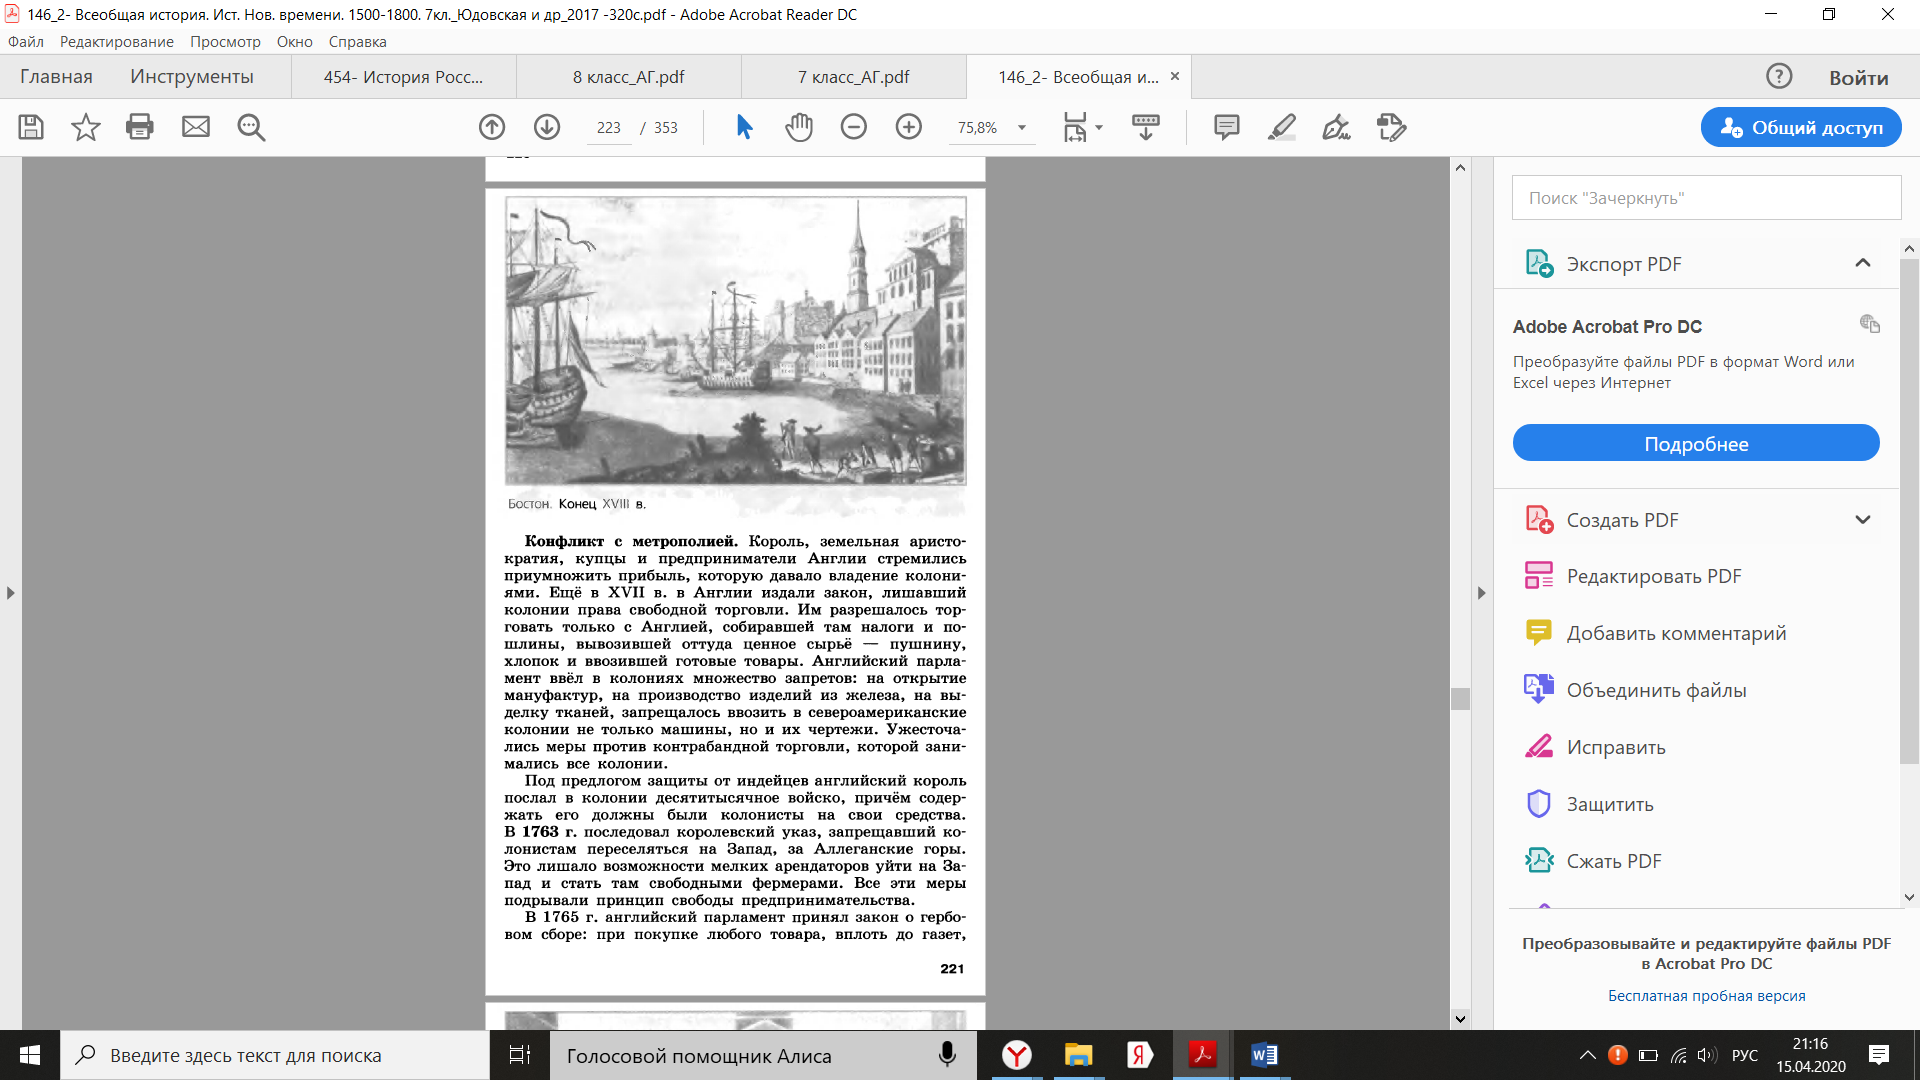 146_2- Всеобщая история. Ист. Нов. времени. 1500-1800. 7кл._Юдовская и др_2017 -320с.pdf - Adobe Acrobat Reader DC
Файл Редактирование Просмотр Окно Справка
Главная Инструменты 454- История Росс... 8 класс_АГ.pdf 7 класс_АГ.pdf 146_2- Всеобщая и... Войти
223 / 353 75,8% Общий доступ
Бостон. Конец XVIII в.
Конфликт с метрополией. Король, земельная аристо-
кратия, купцы и предприниматели Англии стремились
приумножить прибыль, которую давало владение колони-
ями. Ещё в XVII в. в Англии издали закон, лишавший
колонии права свободной торговли. Им разрешалось тор-
говать только с Англией, собиравшей там налоги и по-
шлины, вывозившей оттуда ценное сырьё — пушнину,
хлопок и ввозившей готовые товары. Английский парла-
мент ввёл в колониях множество запретов: на открытие
мануфактур, на производство изделий из железа, на вы-
делку тканей, запрещалось ввозить в североамериканские
колонии не только машины, но и их чертежи. Ужесточа-
лись меры против контрабандной торговли, которой зани-
мались все колонии.
Под предлогом защиты от индейцев английский король
послал в колонии десятитысячное войско, причём содер-
жать его должны были колонисты на свои средства.
В 1763 г. последовал королевский указ, запрещавший ко-
лонистам переселяться на Запад, за Аллеганские горы.
Это лишало возможности мелких арендаторов уйти на За-
пад и стать там свободными фермерами. Все эти меры
подрывали принцип свободы предпринимательства.
В 1765 г. английский парламент принял закон о гербо-
вом сборе: при покупке любого товара, вплоть до газет,
221
Поиск "Зачеркнуть"
Экспорт PDF
Adobe Acrobat Pro DC
Преобразуйте файлы PDF в формат Word или
Excel через Интернет
Подробнее
Создать PDF
Редактировать PDF
Добавить комментарий
Объединить файлы
Исправить
Защитить
Сжать PDF
Преобразовывайте и редактируйте файлы PDF
в Acrobat Pro DC
Бесплатная пробная версия
Введите здесь текст для поиска
Голосовой помощник Алиса
РУС
21:16
15.04.2020